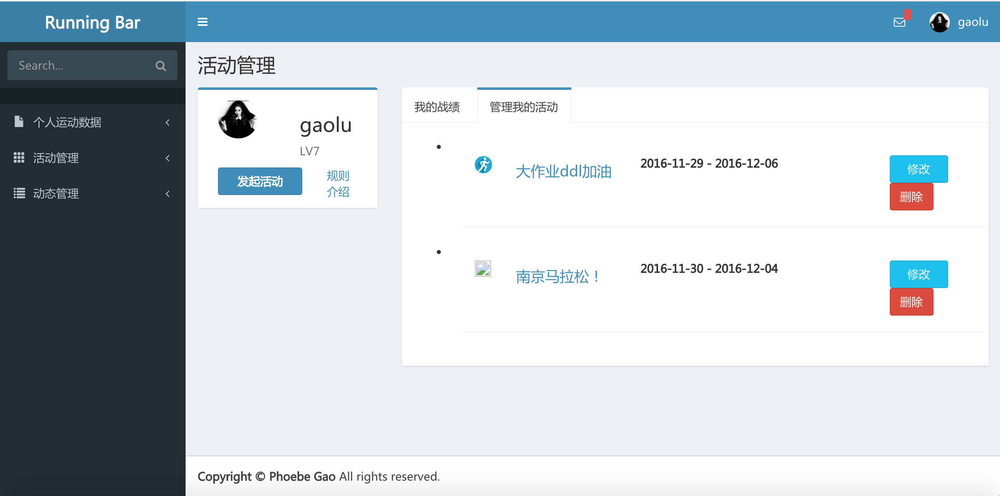 Running Bar
gaolu
Search...
个人运动数据
活动管理
动态管理
活动管理
gaolu
LV7
发起活动
规则
介绍
我的战绩
管理我的活动
大作业ddl加油
2016-11-29 - 2016-12-06
修改
删除
南京马拉松！
2016-11-30 - 2016-12-04
修改
删除
Copyright © Phoebe Gao All rights reserved.